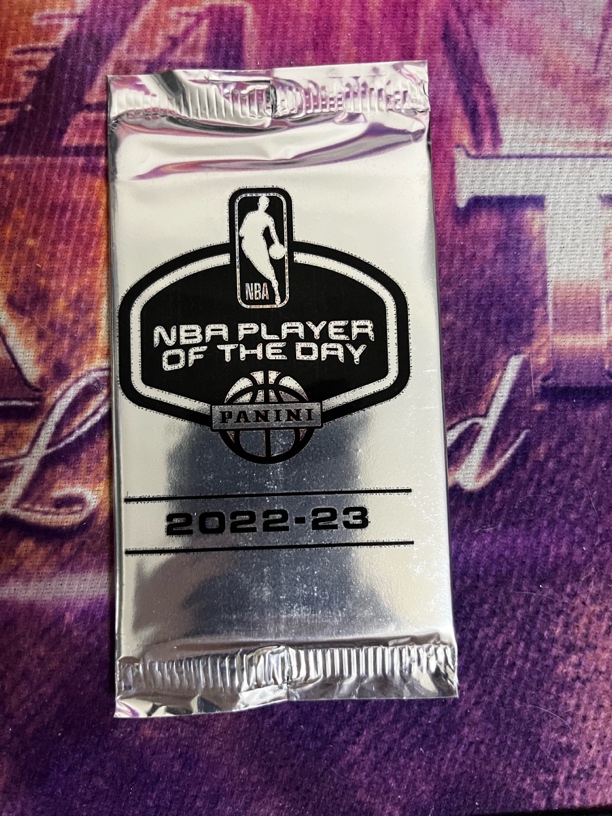 NBA
NBA PLAYER
OF THE DAY
PANINI
2022-23